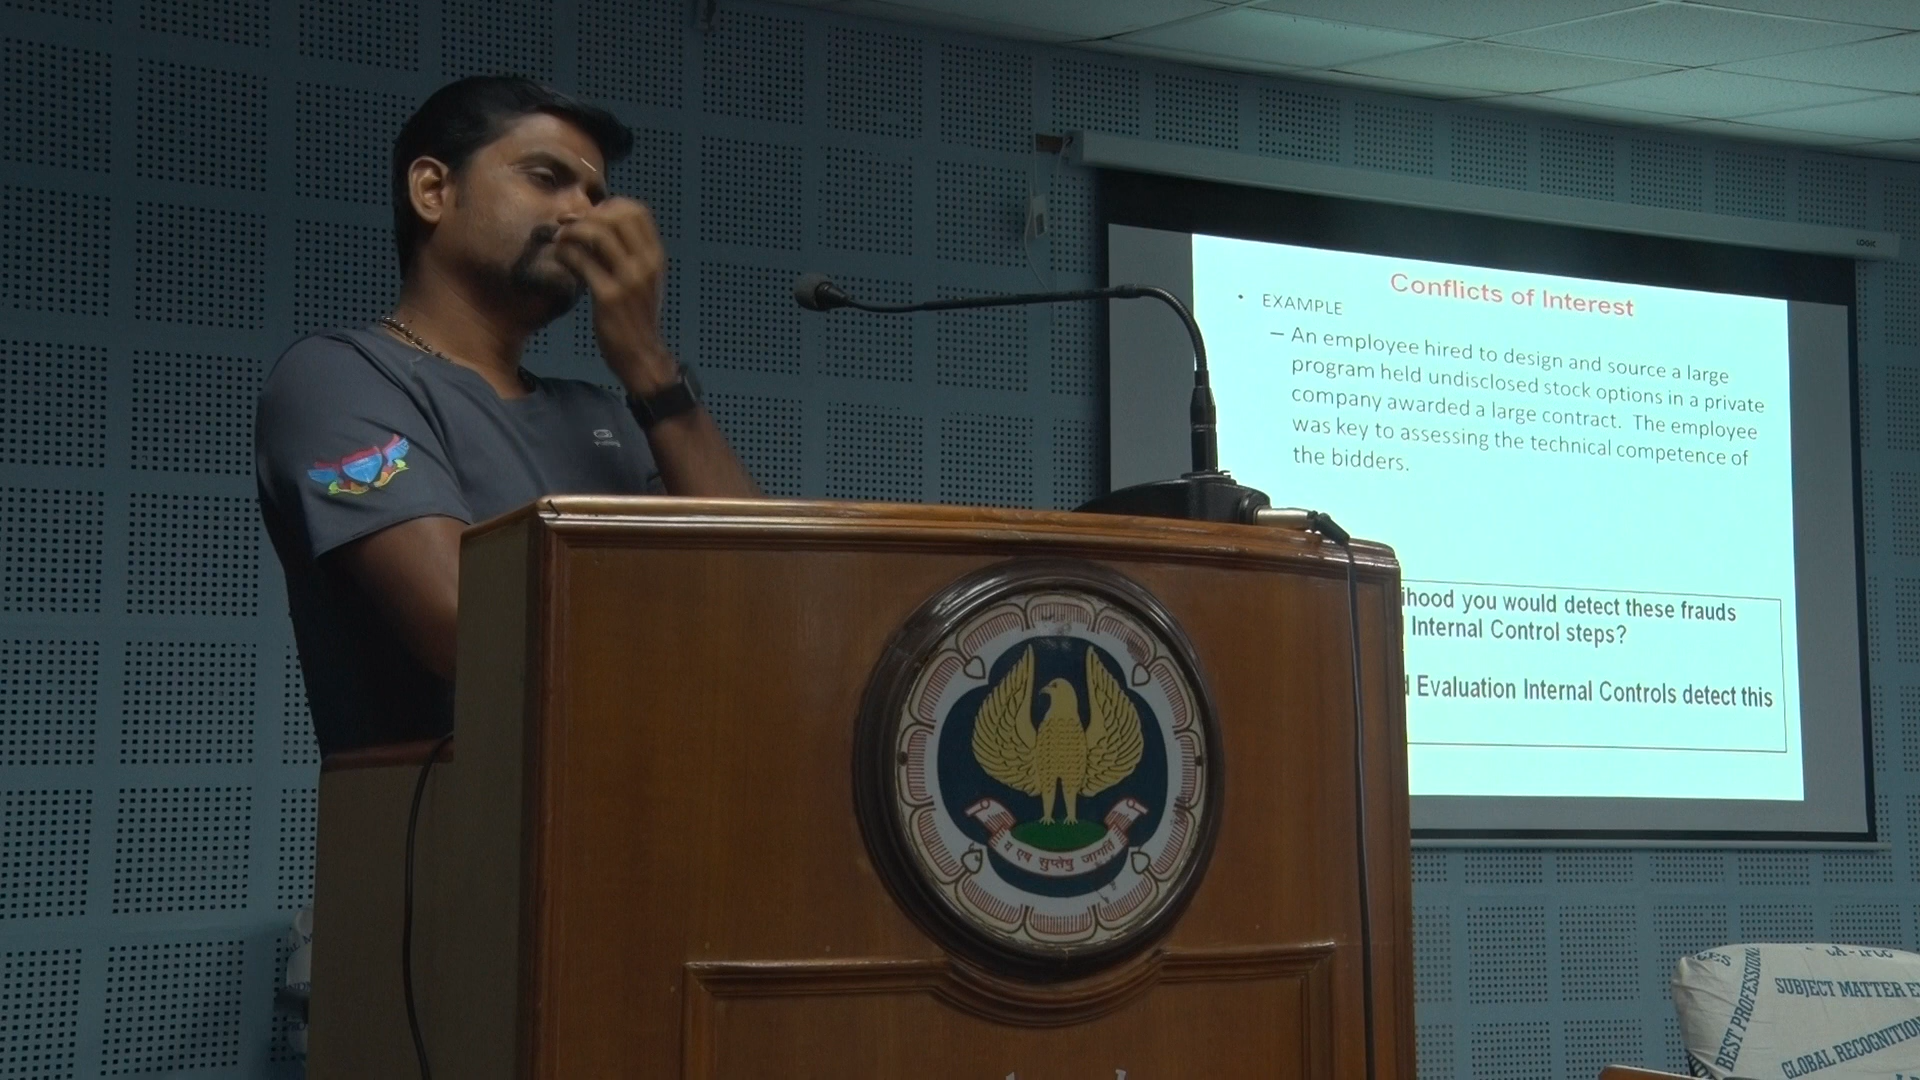 LOGIC
Conflicts of Interest
• EXAMPLE
– An employee hired to design and source a large
program held undisclosed stock options in a private
company awarded a large contract. The employee
was key to assessing the technical competence of
the bidders.
you would detect these frauds
Internal Control steps?
Evaluation Internal Controls detect this
य एष सुप्तेषु जागर्ति
BEST PROFESSION
SUBJECT MATTER
GLOBAL RECOGNITION